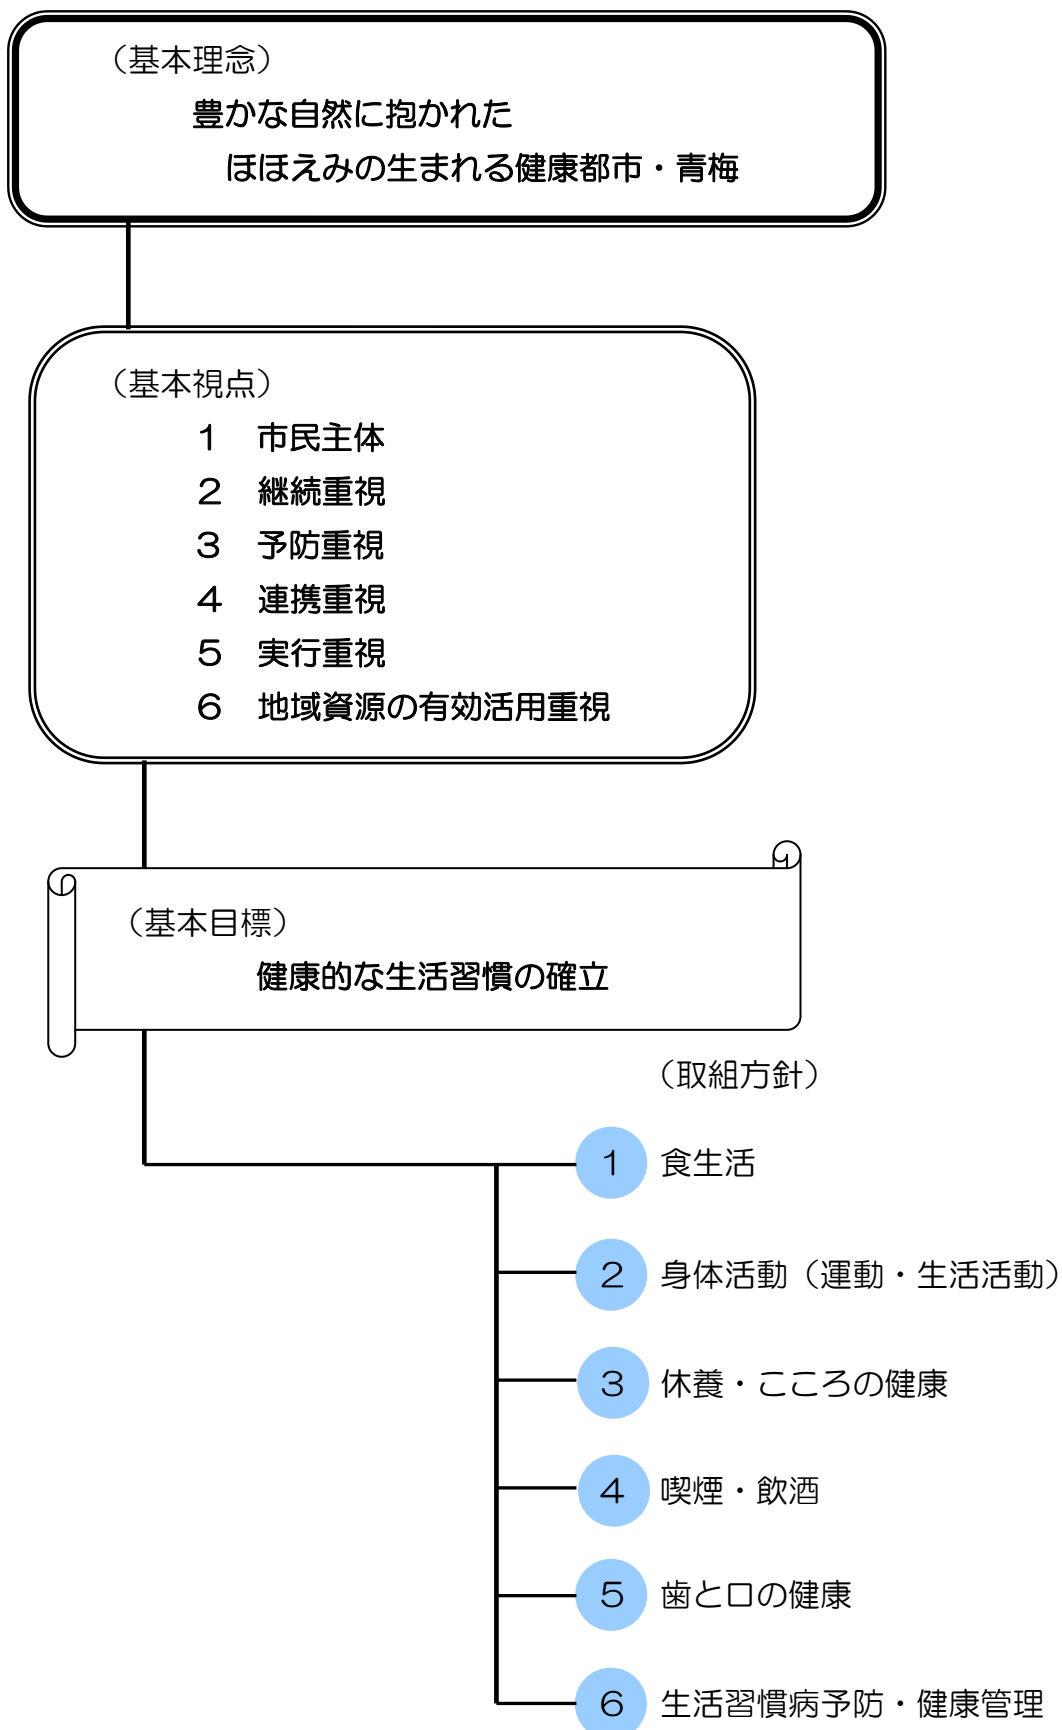 （基本理念）
豊かな自然に抱かれた
ほほえみの生まれる健康都市・青梅
（基本視点）
１　市民主体
２　継続重視
３　予防重視
４　連携重視
５　実行重視
６　地域資源の有効活用重視
（基本目標）
健康的な生活習慣の確立
（取組方針）
１　食生活
２　身体活動（運動・生活活動）
３　休養・こころの健康
４　喫煙・飲酒
５　歯と口の健康
６　生活習慣病予防・健康管理